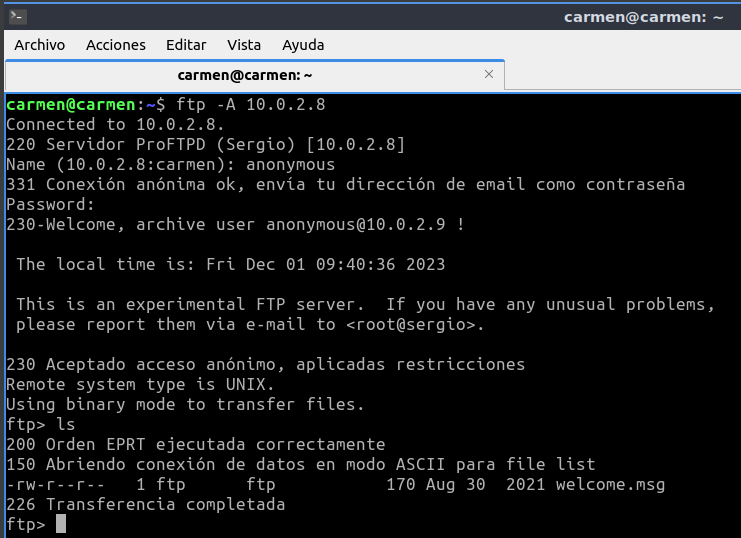 carmen@carmen: ~
Archivo Acciones Editar Vista Ayuda
carmen@carmen: ~ ×
carmen@carmen:~$ ftp -A 10.0.2.8
Connected to 10.0.2.8.
220 Servidor ProFTPD (Sergio) [10.0.2.8]
Name (10.0.2.8:carmen): anonymous
331 Conexión anónima ok, envía tu dirección de email como contraseña
Password:
230-Welcome, archive user anonymous@10.0.2.9 !
The local time is: Fri Dec 01 09:40:36 2023
This is an experimental FTP server.  If you have any unusual problems,
please report them via e-mail to <root@sergio>.
230 Aceptado acceso anónimo, aplicadas restricciones
Remote system type is UNIX.
Using binary mode to transfer files.
ftp> ls
200 Orden EPRT ejecutada correctamente
150 Abriendo conexión de datos en modo ASCII para file list
-rw-r--r--   1 ftp      ftp           170 Aug 30  2021 welcome.msg
226 Transferencia completada
ftp>